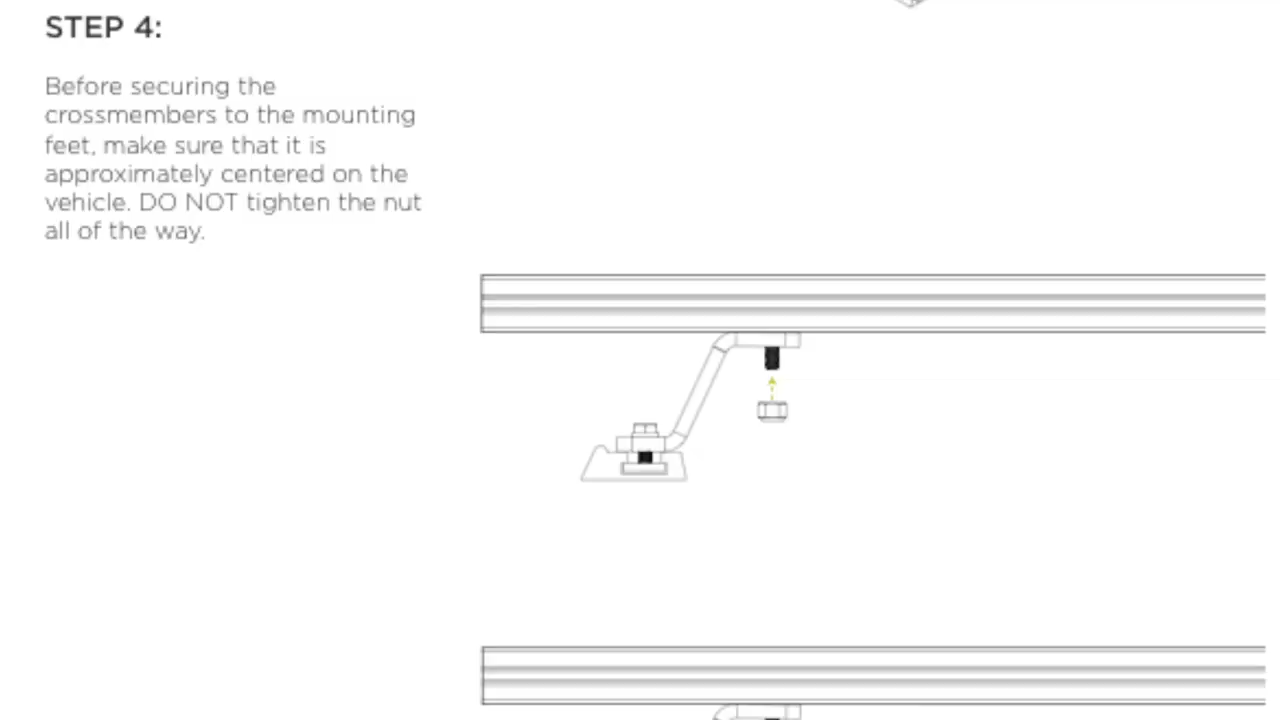 STEP 4:
Before securing the
crossmembers to the mounting
feet, make sure that it is
approximately centered on the
vehicle. DO NOT tighten the nut
all of the way.